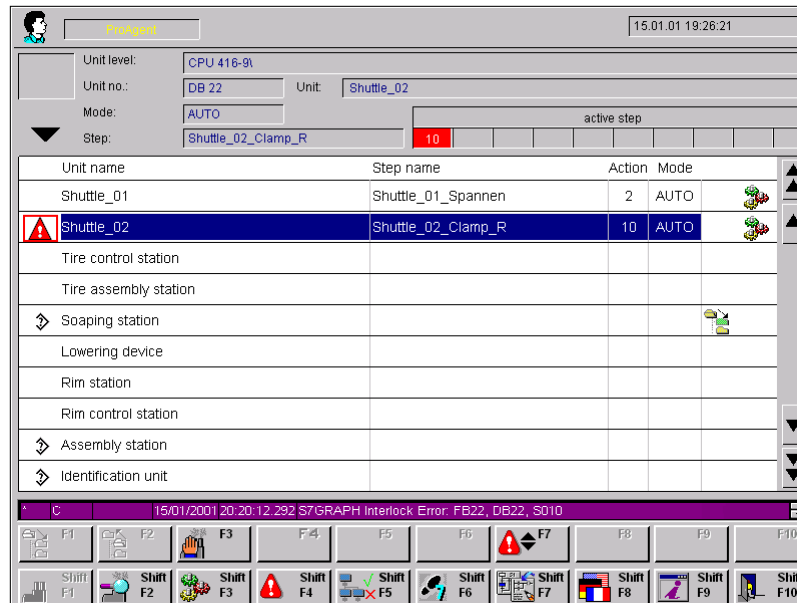 ProAgent 15.01.01 19:26:21
Unit level: CPU 416-9\
Unit no.: DB 22 Unit: Shuttle_02
Mode: AUTO active step
Step: Shuttle_02_Clamp_R 10
Unit name Step name Action Mode
Shuttle_01 Shuttle_01_Spannen 2 AUTO
Shuttle_02 Shuttle_02_Clamp_R 10 AUTO
Tire control station
Tire assembly station
Soaping station
Lowering device
Rim station
Rim control station
Assembly station
Identification unit
* C 15/01/2001 20:20:12.292 S7GRAPH Interlock Error: FB22, DB22, S010
F1 F2 F3 F4 F5 F6 F7 F8 F9 F10
Shift Shift Shift Shift Shift Shift Shift Shift Shift Shift
F1 F2 F3 F4 F5 F6 F7 F8 F9 F10